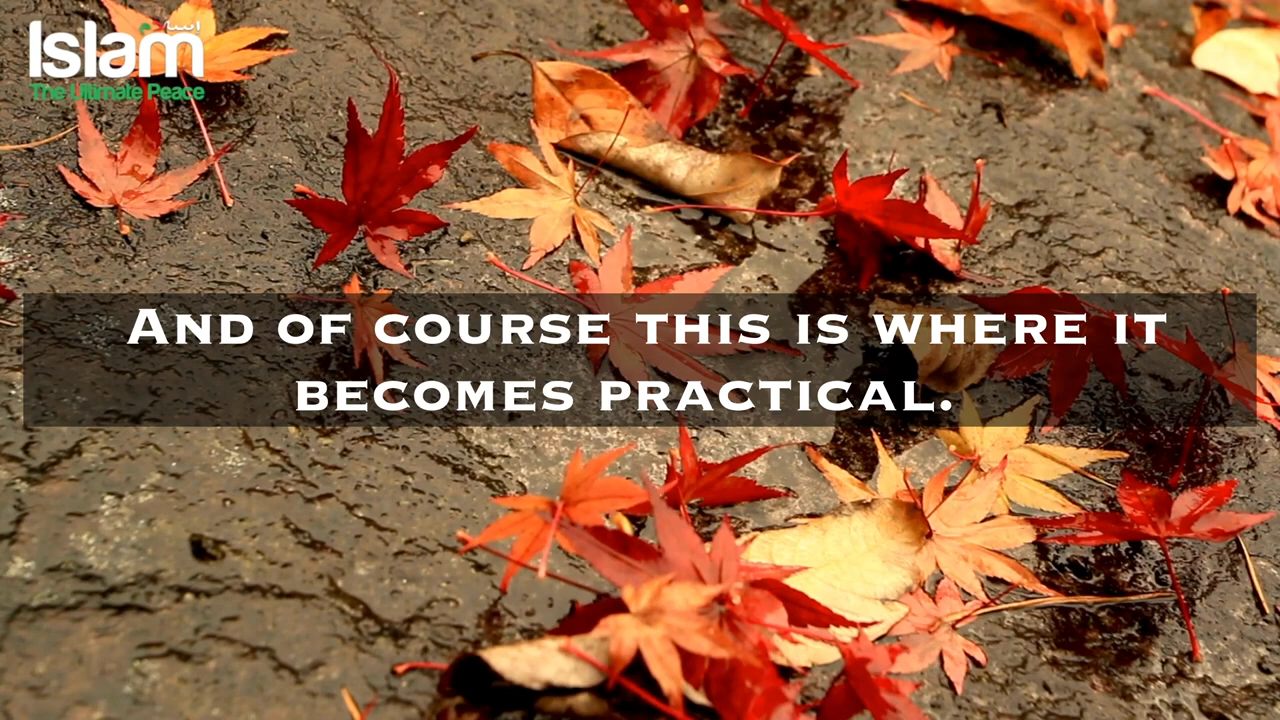 Islam
The Ultimate Peace
AND OF COURSE THIS IS WHERE IT
BECOMES PRACTICAL.